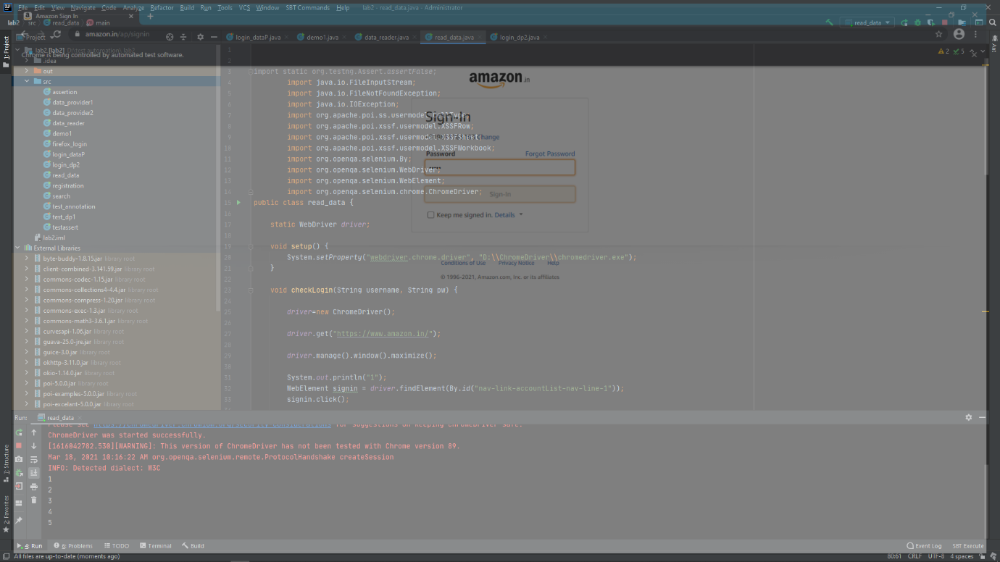 File Edit View Navigate Code Analyze Refactor Build Run Tools VCS Window SBT Commands Help lab2 - read_data.java - Administrator
Amazon Sign In
lab2 src read_data main read_data
amazon.in/ap/signin
Project login_dataP.java demo1.java data_reader.java read_data.java login_dp2.java
1: Project
Ant
lab2 [lab2] D:\test automation\lab2
Chrome is being controlled by automated test software.
2 5
.idea
out
src
assertion
data_provider1
data_provider2
data_reader
demo1
firefox_login
login_dataP
login_dp2
read_data
registration
search
test_annotation
test_dp1
testassert
lab2.iml
External Libraries
byte-buddy-1.8.15.jar library root
client-combined-3.141.59.jar library root
commons-codec-1.15.jar library root
commons-collections4-4.4.jar library root
commons-compress-1.20.jar library root
commons-exec-1.3.jar library root
commons-math3-3.6.1.jar library root
curvesapi-1.06.jar library root
guava-25.0-jre.jar library root
guice-3.0.jar library root
okhttp-3.11.0.jar library root
okio-1.14.0.jar library root
poi-5.0.0.jar library root
poi-examples-5.0.0.jar library root
poi-excelant-5.0.0.jar library root
1
2
3 import static org.testng.Assert.assertFalse;
4 import java.io.FileInputStream;
5 import java.io.FileNotFoundException;
6 import java.io.IOException;
7 import org.apache.poi.ss.usermodel.CellType;
8 import org.apache.poi.xssf.usermodel.XSSFRow;
9 import org.apache.poi.xssf.usermodel.XSSFSheet;
10 import org.apache.poi.xssf.usermodel.XSSFWorkbook;
11 import org.openqa.selenium.By;
12 import org.openqa.selenium.WebDriver;
13 import org.openqa.selenium.WebElement;
14 import org.openqa.selenium.chrome.ChromeDriver;
15 public class read_data {
16
17 static WebDriver driver;
18
19 void setup() {
20 System.setProperty("webdriver.chrome.driver", "D:\\ChromeDriver\\chromedriver.exe");
21 }
22
23 void checkLogin(String username, String pw) {
24
25 driver=new ChromeDriver();
26
27 driver.get("https://www.amazon.in/");
28
29 driver.manage().window().maximize();
30
31 System.out.println("1");
32 WebElement signin = driver.findElement(By.id("nav-link-accountList-nav-line-1"));
33 signin.click();
amazon.in
Sign-In
Change
Password Forgot Password
Sign-In
Keep me signed in. Details
Conditions of Use Privacy Notice Help
© 1996-2021, Amazon.com, Inc. or its affiliates
Run: read_data
for suggestions on keeping ChromeDriver safe.
ChromeDriver was started successfully.
[1616042782.530][WARNING]: This version of ChromeDriver has not been tested with Chrome version 89.
Mar 18, 2021 10:16:22 AM org.openqa.selenium.remote.ProtocolHandshake createSession
INFO: Detected dialect: W3C
1
2
3
4
5
7: Structure
2: Favorites
4: Run 6: Problems TODO Terminal Build Event Log SBT Execute
All files are up-to-date (moments ago) 80:61 CRLF UTF-8 4 spaces